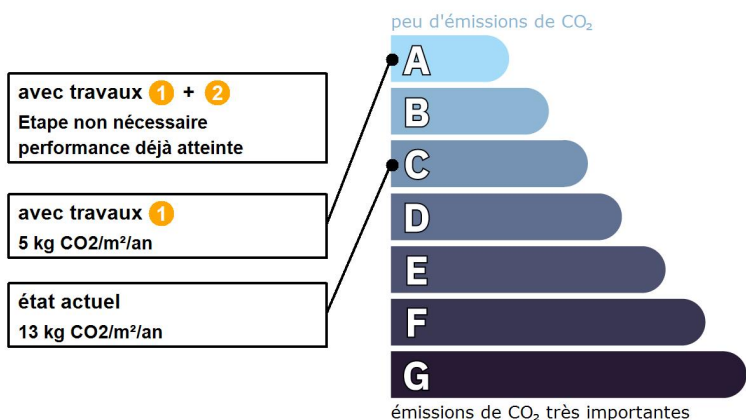 peu d'émissions de CO₂
avec travaux 1 + 2
Etape non nécessaire
performance déjà atteinte
avec travaux 1
5 kg CO2/m²/an
état actuel
13 kg CO2/m²/an
A
B
C
D
E
F
G
émissions de CO₂ très importantes